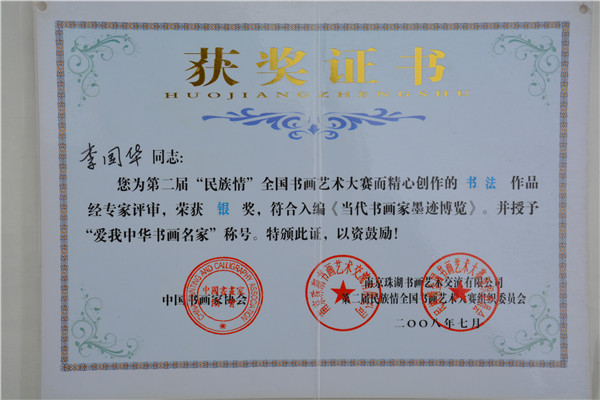 获奖证书
HUOJIANGZHENGSHU
李国华 同志:
您为第二届“民族情”全国书画艺术大赛而精心创作的 书法 作品
经专家评审，荣获 银 奖，符合入编《当代书画家墨迹博览》。并授予
“爱我中华书画名家”称号。特颁此证，以资鼓励！
中国书画家协会
南京珠湖书画艺术交流有限公司
第二届民族情全国书画艺术大赛组织委员会
二00八年七月